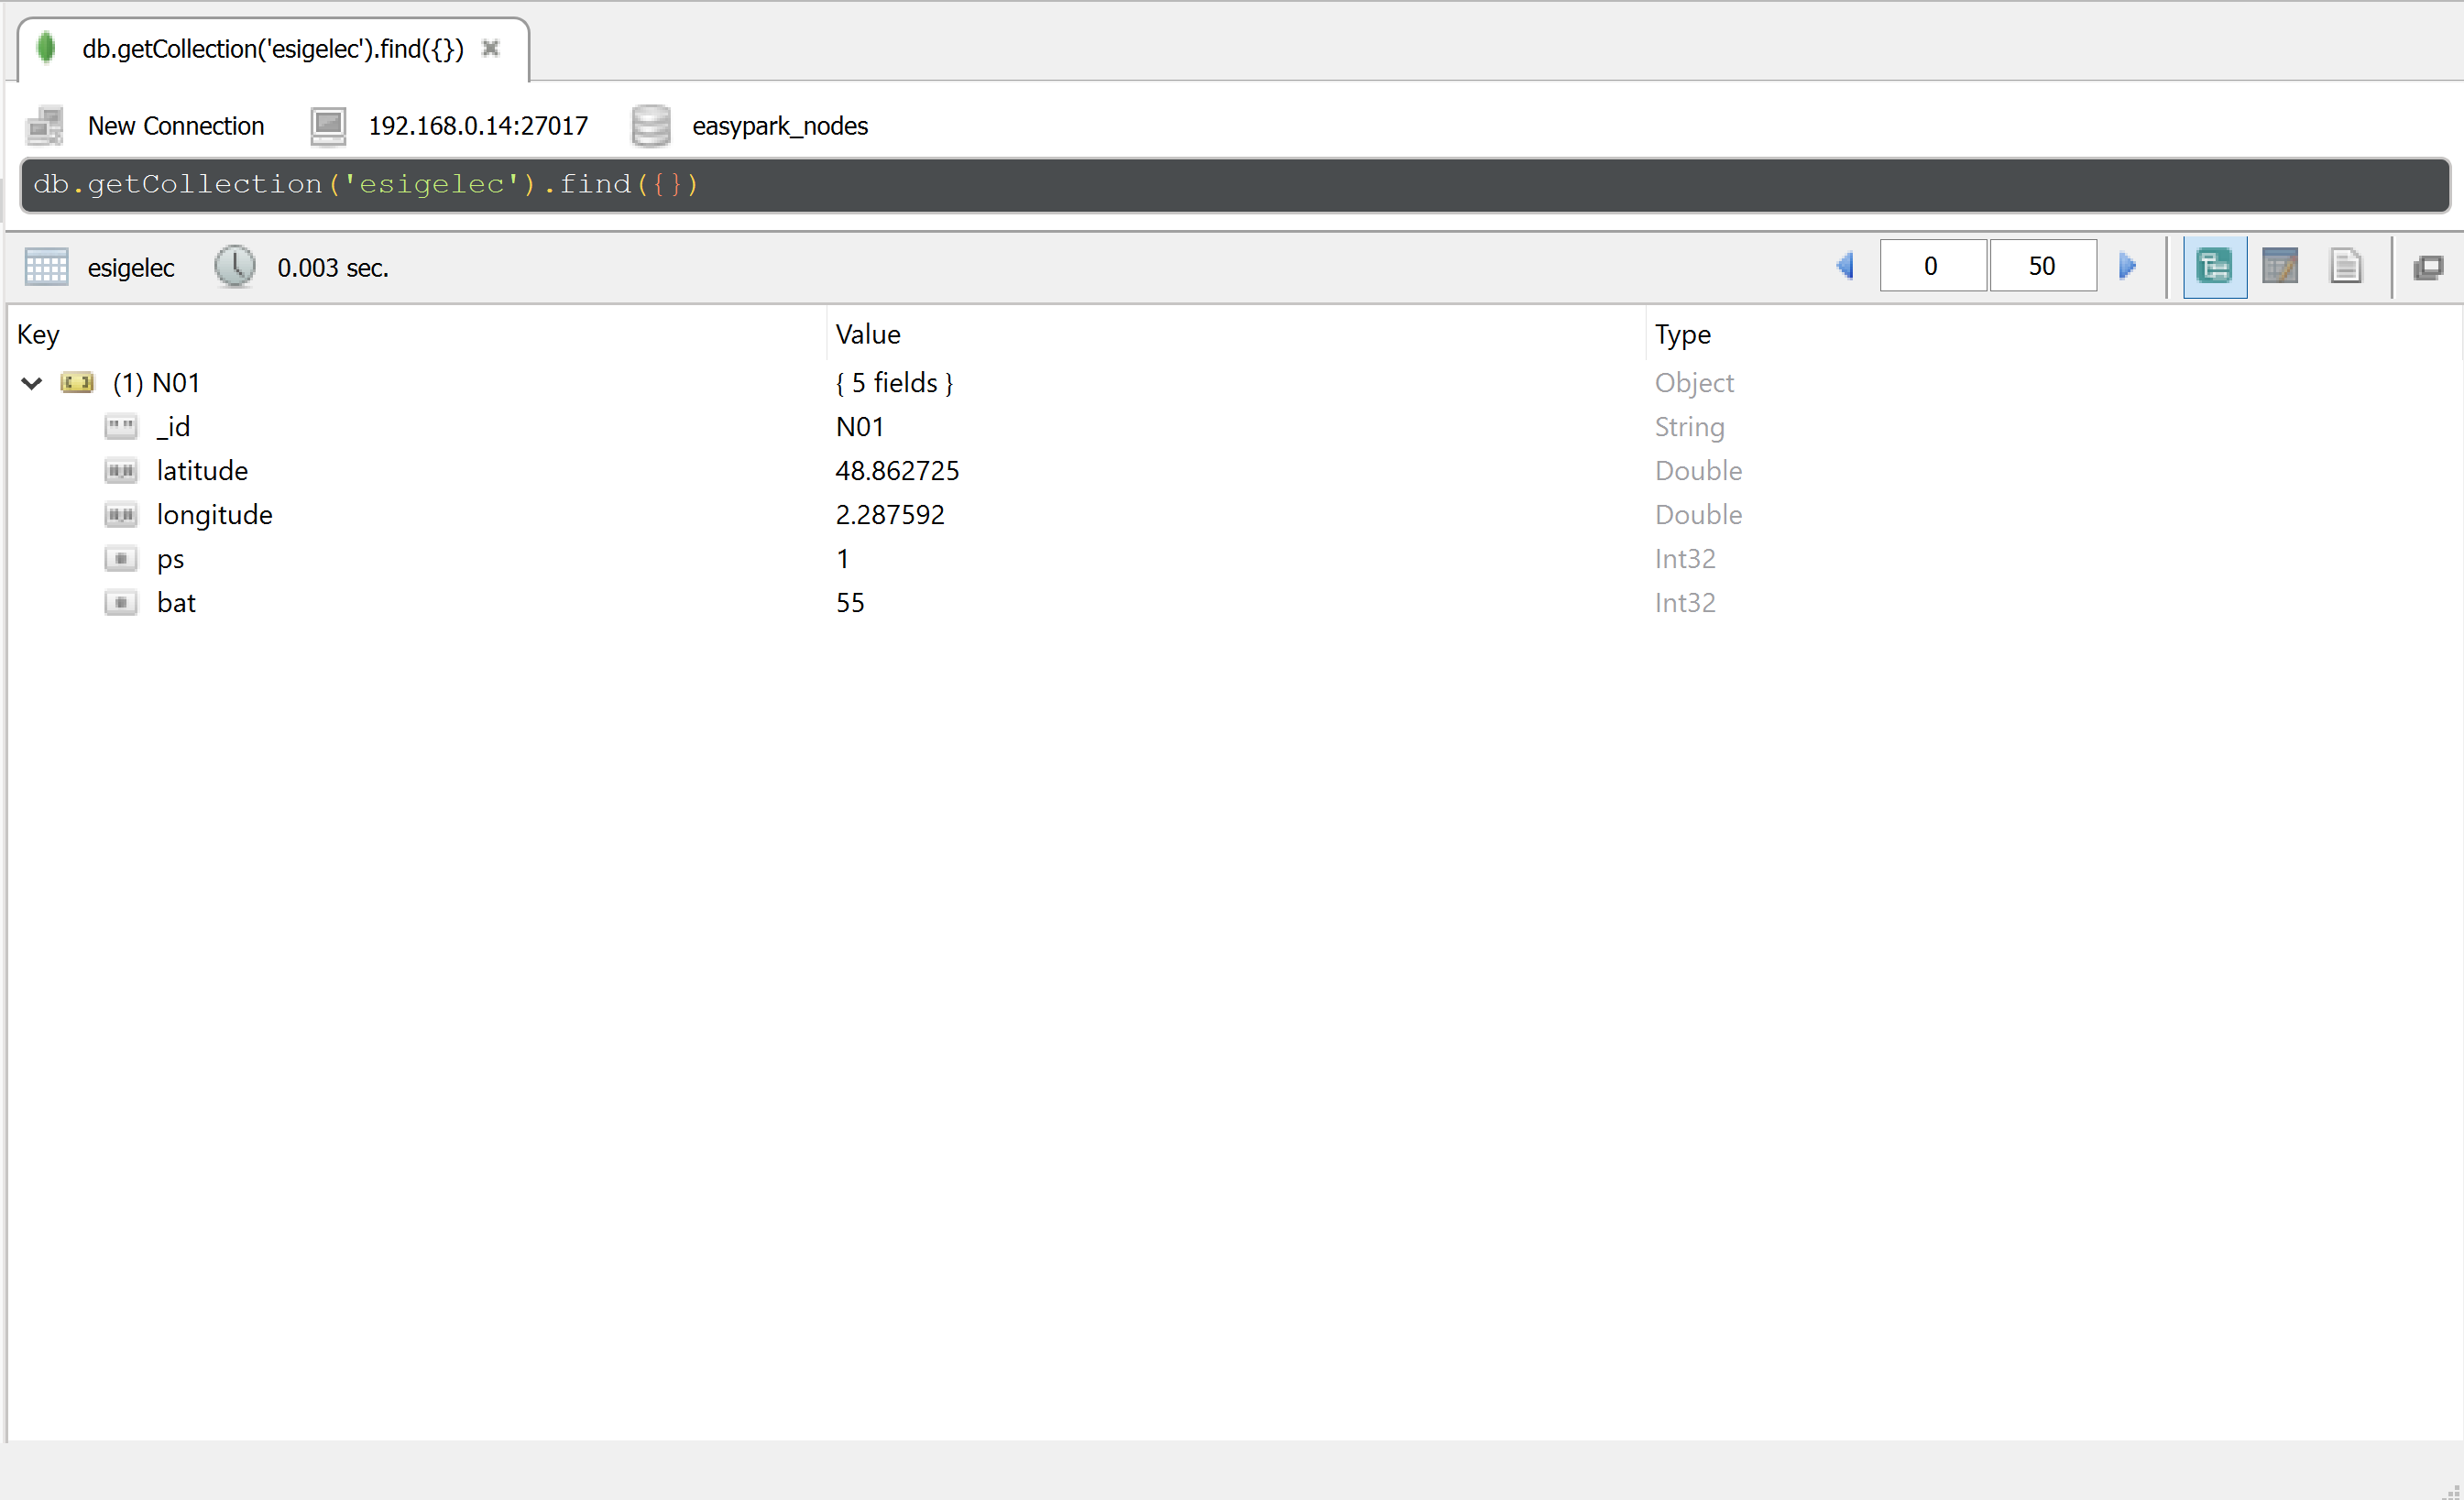 db.getCollection('esigelec').find({})
New Connection 192.168.0.14:27017 easypark_nodes
db.getCollection('esigelec').find({})
esigelec 0.003 sec. 0 50
Key Value Type
(1) N01 { 5 fields } Object
_id N01 String
latitude 48.862725 Double
longitude 2.287592 Double
ps 1 Int32
bat 55 Int32